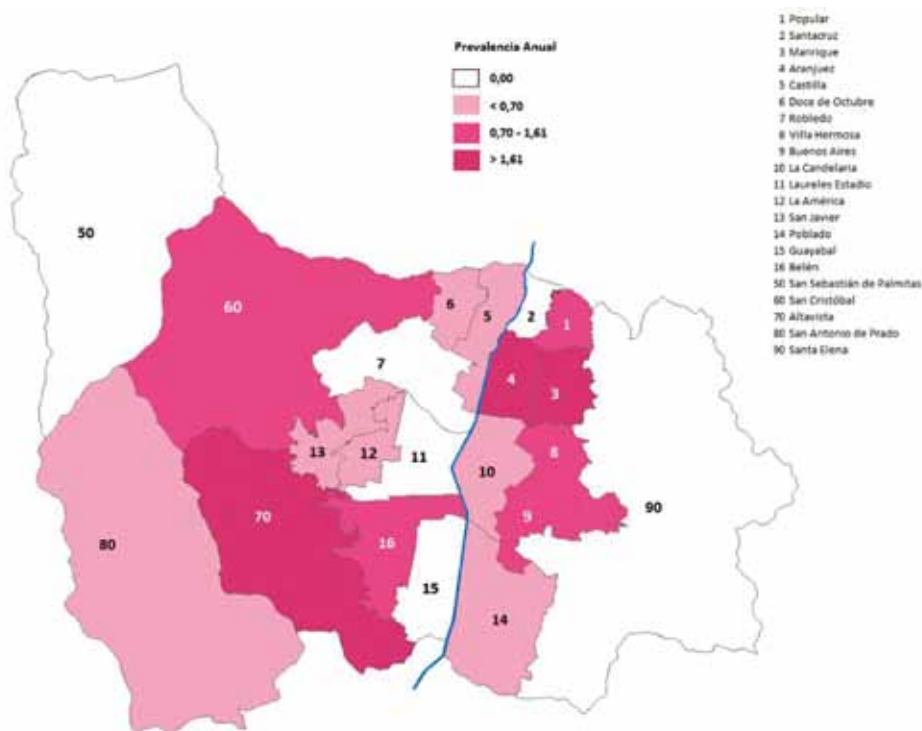 Prevalencia Anual
0,00
< 0,70
0,70 - 1,61
> 1,61
1 Popular
2 Santacruz
3 Manrique
4 Aranjuez
5 Castilla
6 Doce de Octubre
7 Robledo
8 Villa Hermosa
9 Buenos Aires
10 La Candelaria
11 Laureles Estadio
12 La América
13 San Javier
14 Poblado
15 Guayabal
16 Belén
50 San Sebastián de Palmitas
60 San Cristóbal
70 Altavista
80 San Antonio de Prado
90 Santa Elena
50
60
6
5
2
1
7
4
3
13
12
11
10
8
90
70
9
80
16
15
14